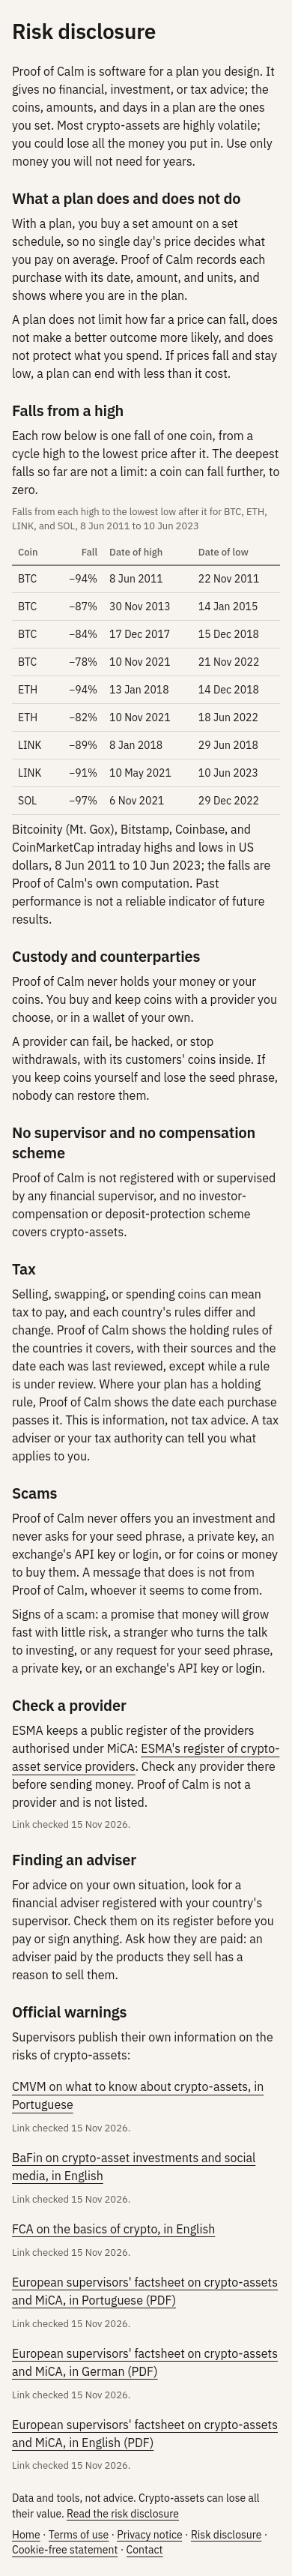 Risk disclosure
Proof of Calm is software for a plan you design. It
gives no financial, investment, or tax advice; the
coins, amounts, and days in a plan are the ones
you set. Most crypto-assets are highly volatile;
you could lose all the money you put in. Use only
money you will not need for years.
What a plan does and does not do
With a plan, you buy a set amount on a set
schedule, so no single day's price decides what
you pay on average. Proof of Calm records each
purchase with its date, amount, and units, and
shows where you are in the plan.
A plan does not limit how far a price can fall, does
not make a better outcome more likely, and does
not protect what you spend. If prices fall and stay
low, a plan can end with less than it cost.
Falls from a high
Each row below is one fall of one coin, from a
cycle high to the lowest price after it. The deepest
falls so far are not a limit: a coin can fall further, to
zero.
Falls from each high to the lowest low after it for BTC, ETH,
LINK, and SOL, 8 Jun 2011 to 10 Jun 2023
Coin Fall Date of high Date of low
BTC −94% 8 Jun 2011 22 Nov 2011
BTC −87% 30 Nov 2013 14 Jan 2015
BTC −84% 17 Dec 2017 15 Dec 2018
BTC −78% 10 Nov 2021 21 Nov 2022
ETH −94% 13 Jan 2018 14 Dec 2018
ETH −82% 10 Nov 2021 18 Jun 2022
LINK −89% 8 Jan 2018 29 Jun 2018
LINK −91% 10 May 2021 10 Jun 2023
SOL −97% 6 Nov 2021 29 Dec 2022
Bitcoinity (Mt. Gox), Bitstamp, Coinbase, and
CoinMarketCap intraday highs and lows in US
dollars, 8 Jun 2011 to 10 Jun 2023; the falls are
Proof of Calm's own computation. Past
performance is not a reliable indicator of future
results.
Custody and counterparties
Proof of Calm never holds your money or your
coins. You buy and keep coins with a provider you
choose, or in a wallet of your own.
A provider can fail, be hacked, or stop
withdrawals, with its customers' coins inside. If
you keep coins yourself and lose the seed phrase,
nobody can restore them.
No supervisor and no compensation
scheme
Proof of Calm is not registered with or supervised
by any financial supervisor, and no investor-
compensation or deposit-protection scheme
covers crypto-assets.
Tax
Selling, swapping, or spending coins can mean
tax to pay, and each country's rules differ and
change. Proof of Calm shows the holding rules of
the countries it covers, with their sources and the
date each was last reviewed, except while a rule
is under review. Where your plan has a holding
rule, Proof of Calm shows the date each purchase
passes it. This is information, not tax advice. A tax
adviser or your tax authority can tell you what
applies to you.
Scams
Proof of Calm never offers you an investment and
never asks for your seed phrase, a private key, an
exchange's API key or login, or for coins or money
to buy them. A message that does is not from
Proof of Calm, whoever it seems to come from.
Signs of a scam: a promise that money will grow
fast with little risk, a stranger who turns the talk
to investing, or any request for your seed phrase,
a private key, or an exchange's API key or login.
Check a provider
ESMA keeps a public register of the providers
authorised under MiCA: ESMA's register of crypto-
asset service providers. Check any provider there
before sending money. Proof of Calm is not a
provider and is not listed.
Link checked 15 Nov 2026.
Finding an adviser
For advice on your own situation, look for a
financial adviser registered with your country's
supervisor. Check them on its register before you
pay or sign anything. Ask how they are paid: an
adviser paid by the products they sell has a
reason to sell them.
Official warnings
Supervisors publish their own information on the
risks of crypto-assets:
CMVM on what to know about crypto-assets, in
Portuguese
Link checked 15 Nov 2026.
BaFin on crypto-asset investments and social
media, in English
Link checked 15 Nov 2026.
FCA on the basics of crypto, in English
Link checked 15 Nov 2026.
European supervisors' factsheet on crypto-assets
and MiCA, in Portuguese (PDF)
Link checked 15 Nov 2026.
European supervisors' factsheet on crypto-assets
and MiCA, in German (PDF)
Link checked 15 Nov 2026.
European supervisors' factsheet on crypto-assets
and MiCA, in English (PDF)
Link checked 15 Nov 2026.
Data and tools, not advice. Crypto-assets can lose all
their value. Read the risk disclosure
Home · Terms of use · Privacy notice · Risk disclosure ·
Cookie-free statement · Contact